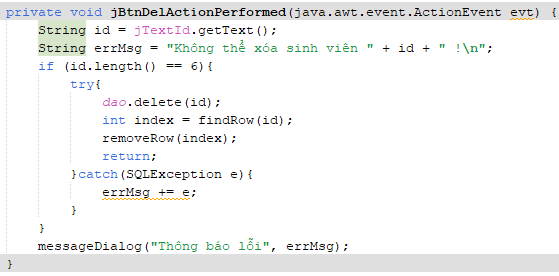 private void jBtnDelActionPerformed(java.awt.event.ActionEvent evt) {
    String id = jTextId.getText();
    String errMsg = "Không thể xóa sinh viên " + id + " !\n";
    if (id.length() == 6){
        try{
            dao.delete(id);
            int index = findRow(id);
            removeRow(index);
            return;
        }catch(SQLException e){
            errMsg += e;
        }
    }
    messageDialog("Thông báo lỗi", errMsg);
}